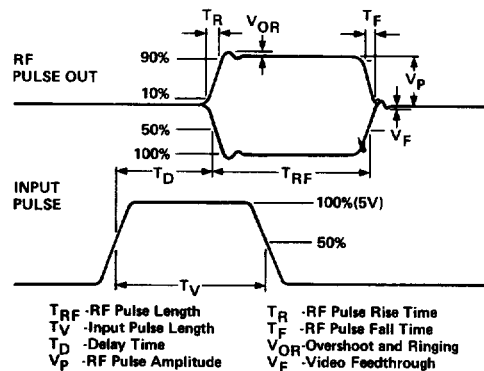 T_R
V_OR
T_F
RF
PULSE OUT
90%
10%
50%
100%
V_P
V_F
T_D
T_RF
INPUT
PULSE
100%(5V)
50%
T_V
T_RF -RF Pulse Length
T_V -Input Pulse Length
T_D -Delay Time
V_P -RF Pulse Amplitude
T_R -RF Pulse Rise Time
T_F -RF Pulse Fall Time
V_OR -Overshoot and Ringing
V_F -Video Feedthrough